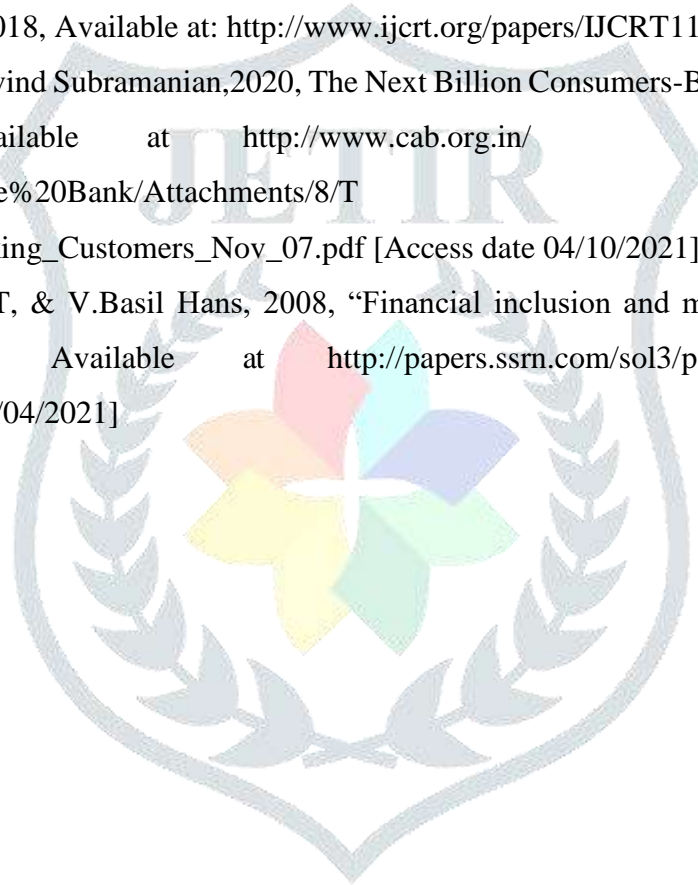 018, Available at: http://www.ijcrt.org/papers/IJCRT11
vind Subramanian,2020, The Next Billion Consumers-B
ailable at http://www.cab.org.in/
e%20Bank/Attachments/8/T
king_Customers_Nov_07.pdf [Access date 04/10/2021]
T, & V.Basil Hans, 2008, “Financial inclusion and m
Available at http://papers.ssrn.com/sol3/p
/04/2021]
JETIR